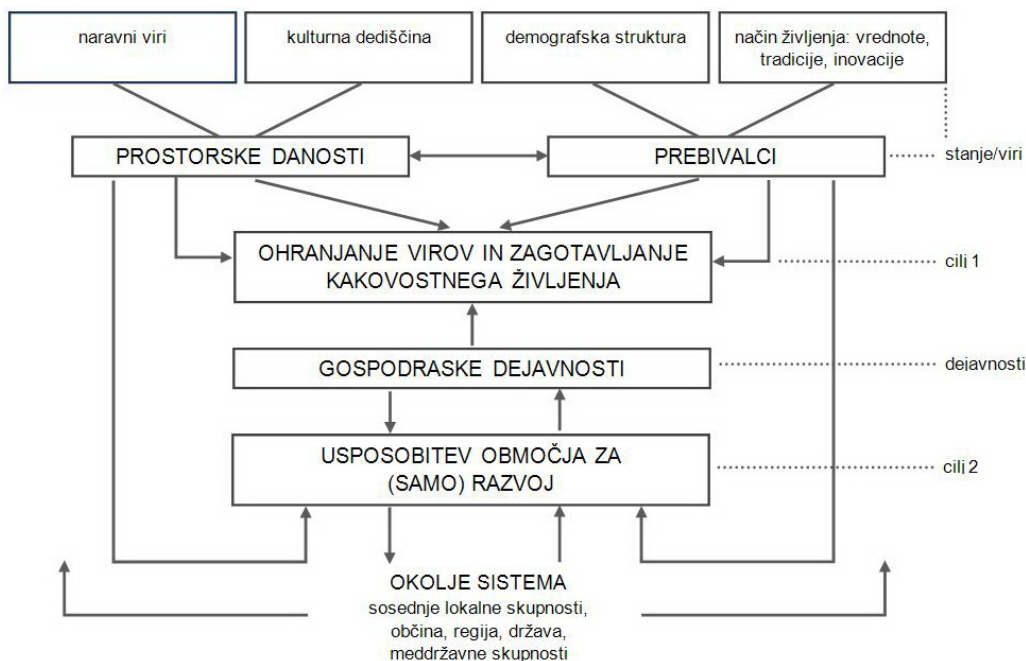 naravni viri
kulturna dediščina
demografska struktura
način življenja: vrednote,
tradicije, inovacije
PROSTORSKE DANOSTI
PREBIVALCI
stanje/viri
OHRANJANJE VIROV IN ZAGOTAVLJANJE
KAKOVOSTNEGA ŽIVLJENJA
cilj 1
GOSPODRASKE DEJAVNOSTI
dejavnosti
USPOSOBITEV OBMOČJA ZA
(SAMO) RAZVOJ
cilj 2
OKOLJE SISTEMA
sosednje lokalne skupnosti,
občina, regija, država,
meddržavne skupnosti